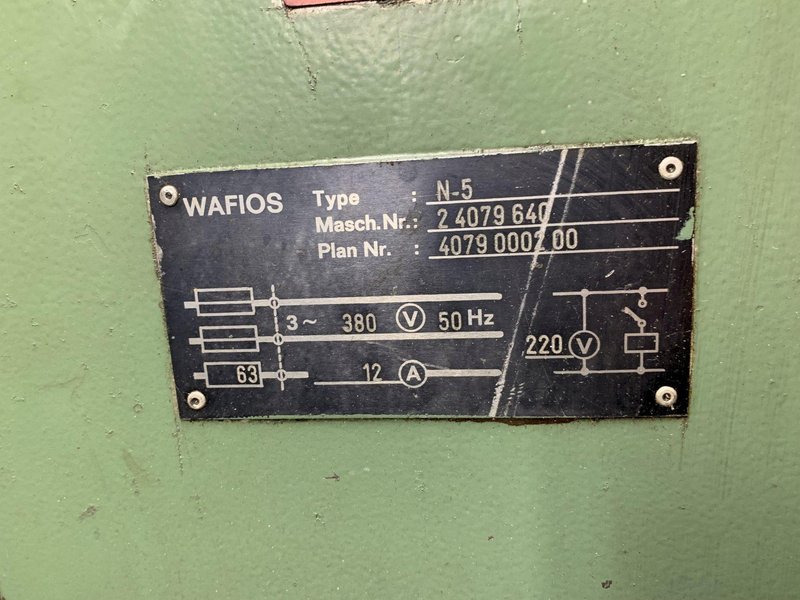 WAFIOS
Type : N-5
Masch.Nr.: 2 4079 640
Plan Nr. : 4079 0002 00
3~ 380 V 50 Hz
220 V
63
12 A